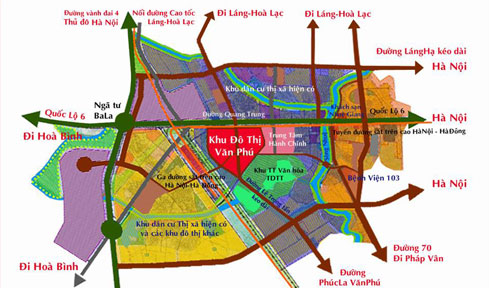 Đường vành đai 4
Thủ đô Hà Nội
Nối đường Cao tốc
Láng-Hoà Lạc
Đi Láng-Hoà Lạc
Đi Láng-Hoà Lạc
Đường LángHạ kéo dài
Hà Nội
Khu dân cư thị xã hiện có
Ngã tư
BaLa
Quốc Lộ 6
Đi Hoà Bình
Đường Quang Trung
Khách sạn
Quốc Lộ 6
Hà Nội
Tuyến đường sắt trên cao HàNội - HàĐông
Khu Đô Thị
Văn Phú
Trung Tâm
Hành Chính
Ga đường sắt trên cao
Hà Nội-Hà Đông
Khu TT Văn hóa
TDTT
Bệnh Viện 103
Hà Nội
kéo dài
Khu dân cư Thị xã hiện có
và các khu đô thị khác
Đi Hoà Bình
Đường 70
Đi Pháp Vân
Đường
PhúcLa VănPhú